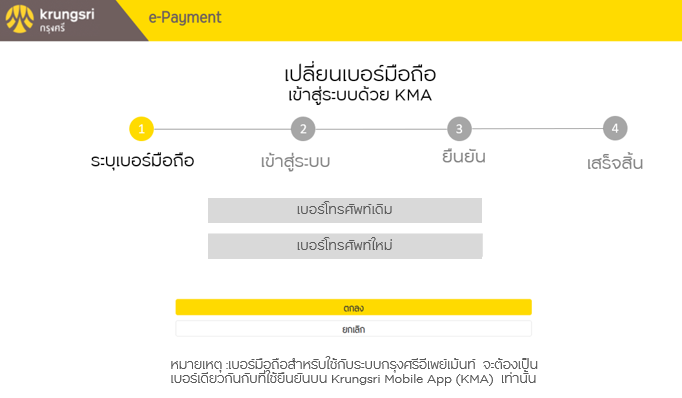 krungsri
กรุงศรี
e-Payment
เปลี่ยนเบอร์มือถือ
เข้าสู่ระบบด้วย KMA
1 2 3 4
ระบุเบอร์มือถือ เข้าสู่ระบบ ยืนยัน เสร็จสิ้น
เบอร์โทรศัพท์เดิม
เบอร์โทรศัพท์ใหม่
ตกลง
ยกเลิก
หมายเหตุ :เบอร์มือถือสำหรับใช้กับระบบกรุงศรีอีเพย์เม้นท์ จะต้องเป็น
เบอร์เดียวกันกับที่ใช้ยืนยันบน Krungsri Mobile App (KMA) เท่านั้น